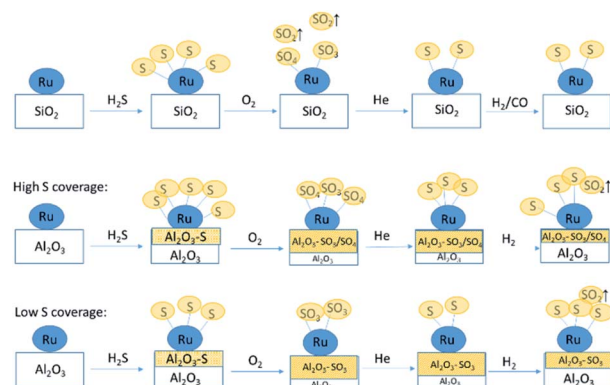 SO₂↑ SO₂↑
S S S S SO₄ SO₃ S S S S
Ru Ru Ru Ru Ru
H₂S O₂ He H₂/CO
SiO₂ SiO₂ SiO₂ SiO₂ SiO₂
High S coverage:
S S S S S SO₄ SO₃ SO₄ S S S S S S S SO₂↑
Ru Ru Ru Ru Ru
Al₂O₃-S Al₂O₃-SO₃/SO₄ Al₂O₃-SO₃/SO₄ Al₂O₃-SO₃/SO₄
H₂S O₂ He H₂
Al₂O₃ Al₂O₃ Al₂O₃ Al₂O₃ Al₂O₃
Low S coverage:
S S S SO₃ SO₃ S S S S S SO₂↑
Ru Ru Ru Ru Ru
Al₂O₃-S Al₂O₃-SO₃ Al₂O₃-SO₃
H₂S O₂ He H₂
Al₂O₃ Al₂O₃ Al₂O₃